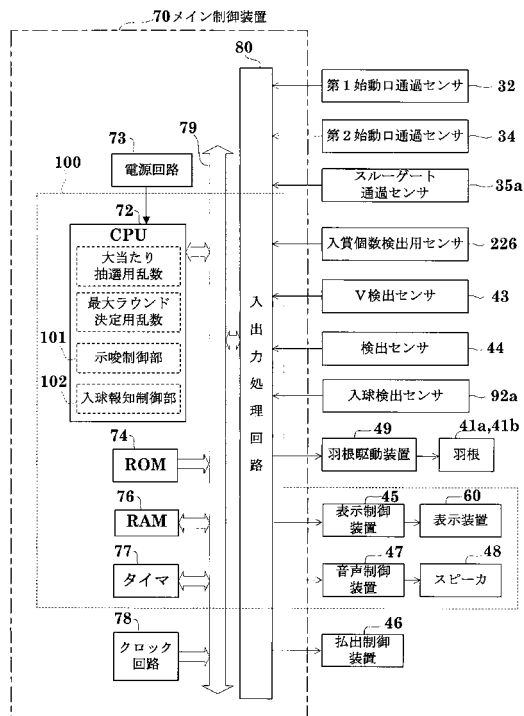 70メイン制御装置
80
第1始動口通過センサ
32
第2始動口通過センサ
34
スルーゲート
通過センサ
35a
入賞個数検出用センサ
226
V検出センサ
43
検出センサ
44
入球検出センサ
92a
73
電源回路
79
100
72
CPU
大当たり
抽選用乱数
最大ラウンド
決定用乱数
101
示唆制御部
102
入球報知制御部
入出力処理回路
74
ROM
76
RAM
77
タイマ
78
クロック
回路
49
羽根駆動装置
41a,41b
羽根
45
表示制御
装置
60
表示装置
47
音声制御
装置
48
スピーカ
46
払出制御
装置